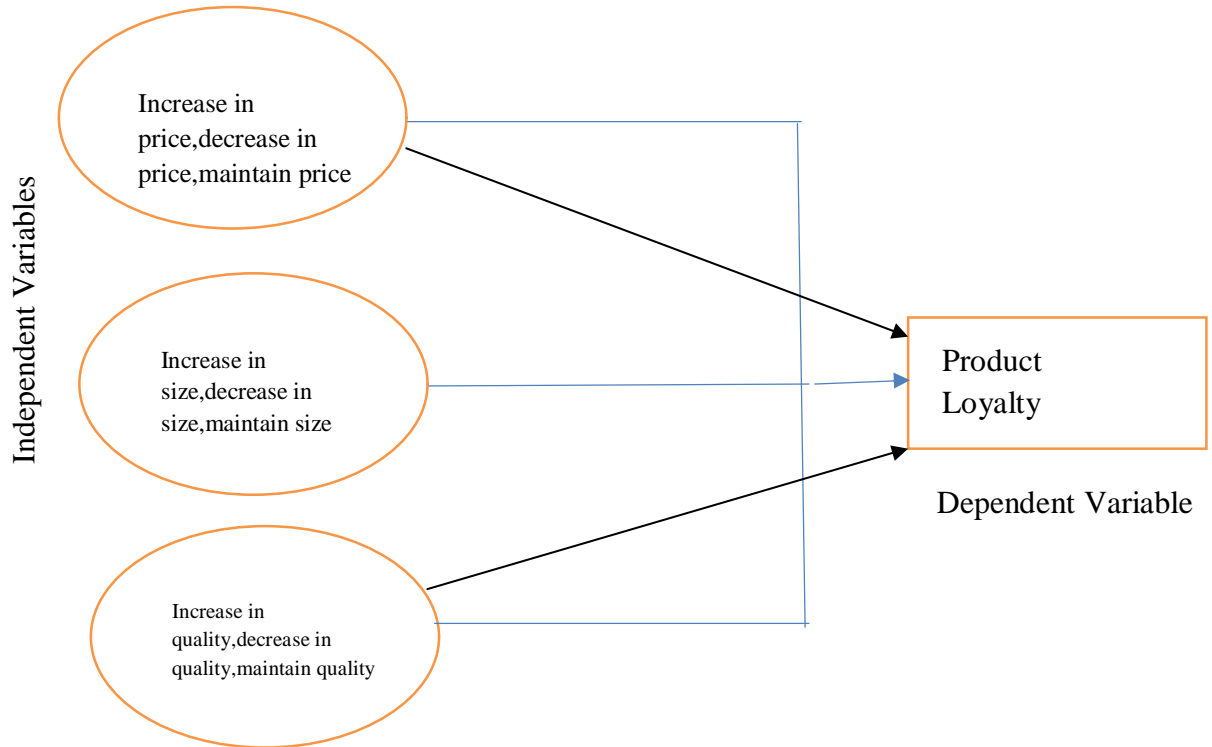 Independent Variables
Increase in
price,decrease in
price,maintain price
Increase in
size,decrease in
size,maintain size
Increase in
quality,decrease in
quality,maintain quality
Product
Loyalty
Dependent Variable